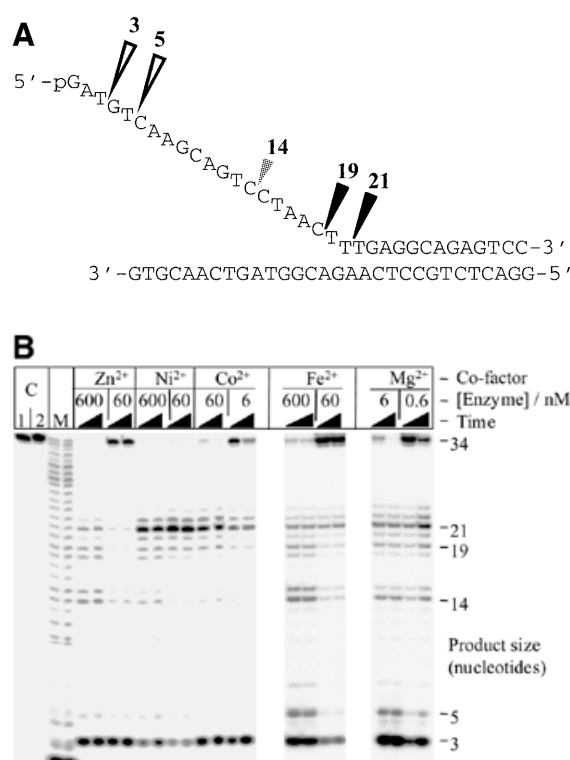 A
3 5
14
19 21
5′-pGATGTCAAGCAGTCCTAACTTTGAGGCAGAGTCC-3′
3′-GTGCAACTGATGGCAGAACTCCGTCTCAGG-5′
B
C M Zn²⁺ Ni²⁺ Co²⁺ Fe²⁺ Mg²⁺ – Co-factor
600 60 600 60 60 6 600 60 6 0.6 – [Enzyme] / nM
1 2 – Time
34
21
19
14
Product size
(nucleotides)
5
3